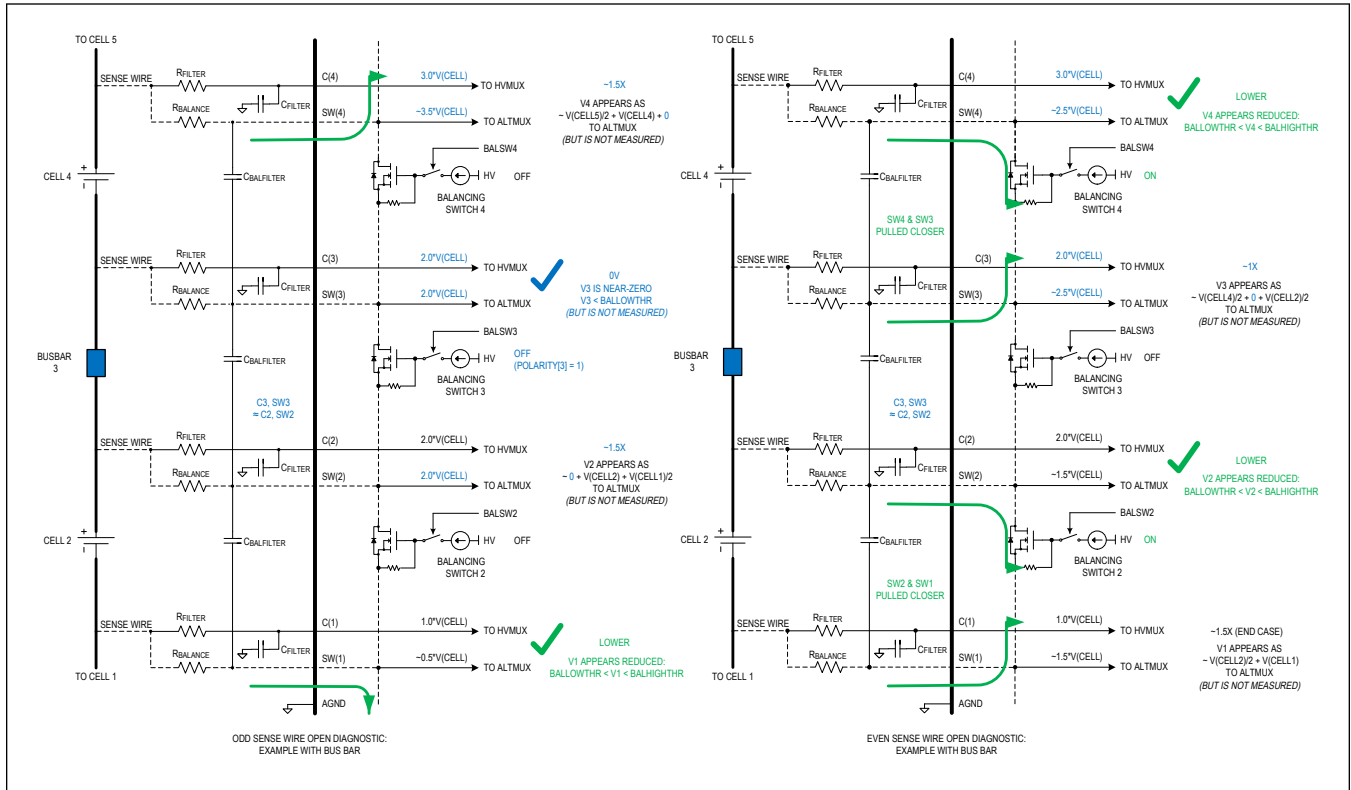 TO CELL 5
SENSE WIRE
RFILTER
C(4)
3.0*V(CELL)
TO HVMUX
CFILTER
RBALANCE
SW(4)
~3.5*V(CELL)
TO ALTMUX
~1.5X
V4 APPEARS AS
~ V(CELL5)/2 + V(CELL4) + 0
TO ALTMUX
(BUT IS NOT MEASURED)
BALSW4
CELL 4
+
-
CBALFILTER
HV
OFF
BALANCING
SWITCH 4
SENSE WIRE
RFILTER
C(3)
2.0*V(CELL)
TO HVMUX
CFILTER
RBALANCE
SW(3)
2.0*V(CELL)
TO ALTMUX
0V
V3 IS NEAR-ZERO
V3 < BALLOWTHR
(BUT IS NOT MEASURED)
BALSW3
BUSBAR
3
CBALFILTER
HV
OFF
(POLARITY[3] = 1)
BALANCING
SWITCH 3
C3, SW3
≈ C2, SW2
SENSE WIRE
RFILTER
C(2)
2.0*V(CELL)
TO HVMUX
CFILTER
RBALANCE
SW(2)
2.0*V(CELL)
TO ALTMUX
~1.5X
V2 APPEARS AS
~ 0 + V(CELL2) + V(CELL1)/2
TO ALTMUX
(BUT IS NOT MEASURED)
BALSW2
CELL 2
+
-
CBALFILTER
HV
OFF
BALANCING
SWITCH 2
SENSE WIRE
RFILTER
C(1)
1.0*V(CELL)
TO HVMUX
CFILTER
RBALANCE
SW(1)
~0.5*V(CELL)
TO ALTMUX
LOWER
V1 APPEARS REDUCED:
BALLOWTHR < V1 < BALHIGHTHR
TO CELL 1
AGND
ODD SENSE WIRE OPEN DIAGNOSTIC:
EXAMPLE WITH BUS BAR
TO CELL 5
SENSE WIRE
RFILTER
C(4)
3.0*V(CELL)
TO HVMUX
CFILTER
RBALANCE
SW(4)
~2.5*V(CELL)
TO ALTMUX
LOWER
V4 APPEARS REDUCED:
BALLOWTHR < V4 < BALHIGHTHR
BALSW4
CELL 4
+
-
CBALFILTER
HV
ON
BALANCING
SWITCH 4
SW4 & SW3
PULLED CLOSER
SENSE WIRE
RFILTER
C(3)
2.0*V(CELL)
TO HVMUX
CFILTER
RBALANCE
SW(3)
~2.5*V(CELL)
TO ALTMUX
~1X
V3 APPEARS AS
~ V(CELL4)/2 + 0 + V(CELL2)/2
TO ALTMUX
(BUT IS NOT MEASURED)
BALSW3
BUSBAR
3
CBALFILTER
HV
OFF
BALANCING
SWITCH 3
C3, SW3
≈ C2, SW2
SENSE WIRE
RFILTER
C(2)
2.0*V(CELL)
TO HVMUX
CFILTER
RBALANCE
SW(2)
~1.5*V(CELL)
TO ALTMUX
LOWER
V2 APPEARS REDUCED:
BALLOWTHR < V2 < BALHIGHTHR
BALSW2
CELL 2
+
-
CBALFILTER
HV
ON
BALANCING
SWITCH 2
SW2 & SW1
PULLED CLOSER
SENSE WIRE
RFILTER
C(1)
1.0*V(CELL)
TO HVMUX
CFILTER
RBALANCE
SW(1)
~1.5*V(CELL)
TO ALTMUX
~1.5X (END CASE)
V1 APPEARS AS
~ V(CELL2)/2 + V(CELL1)
TO ALTMUX
(BUT IS NOT MEASURED)
TO CELL 1
AGND
EVEN SENSE WIRE OPEN DIAGNOSTIC:
EXAMPLE WITH BUS BAR